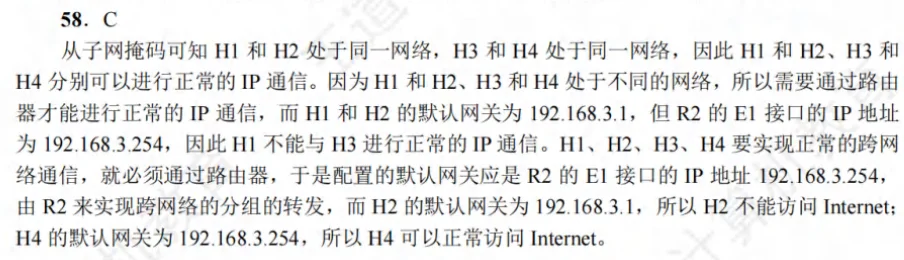 58. C
从子网掩码可知 H1 和 H2 处于同一网络，H3 和 H4 处于同一网络，因此 H1 和 H2、H3 和
H4 分别可以进行正常的 IP 通信。因为 H1 和 H2、H3 和 H4 处于不同的网络，所以需要通过路由
器才能进行正常的 IP 通信，而 H1 和 H2 的默认网关为 192.168.3.1，但 R2 的 E1 接口的 IP 地址
为 192.168.3.254，因此 H1 不能与 H3 进行正常的 IP 通信。H1、H2、H3、H4 要实现正常的跨网
络通信，就必须通过路由器，于是配置的默认网关应是 R2 的 E1 接口的 IP 地址 192.168.3.254，
由 R2 来实现跨网络的分组的转发，而 H2 的默认网关为 192.168.3.1，所以 H2 不能访问 Internet；
H4 的默认网关为 192.168.3.254，所以 H4 可以正常访问 Internet。